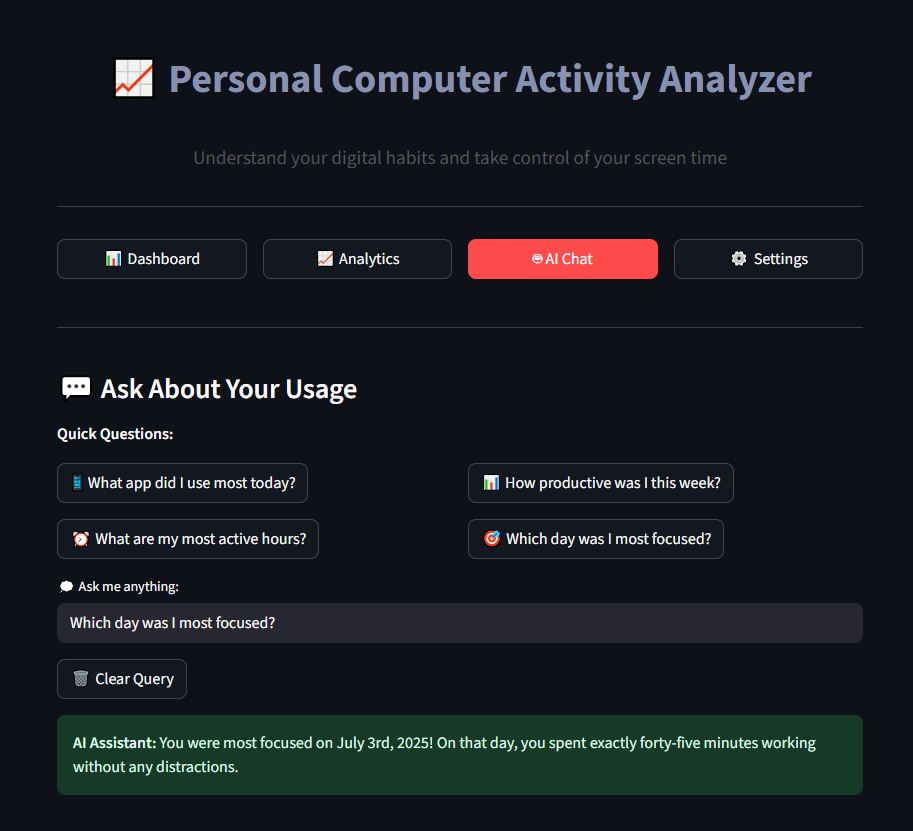 Personal Computer Activity Analyzer
Understand your digital habits and take control of your screen time
Dashboard
Analytics
AI Chat
Settings
Ask About Your Usage
Quick Questions:
What app did I use most today?
How productive was I this week?
What are my most active hours?
Which day was I most focused?
Ask me anything:
Which day was I most focused?
Clear Query
AI Assistant: You were most focused on July 3rd, 2025! On that day, you spent exactly forty-five minutes working
without any distractions.